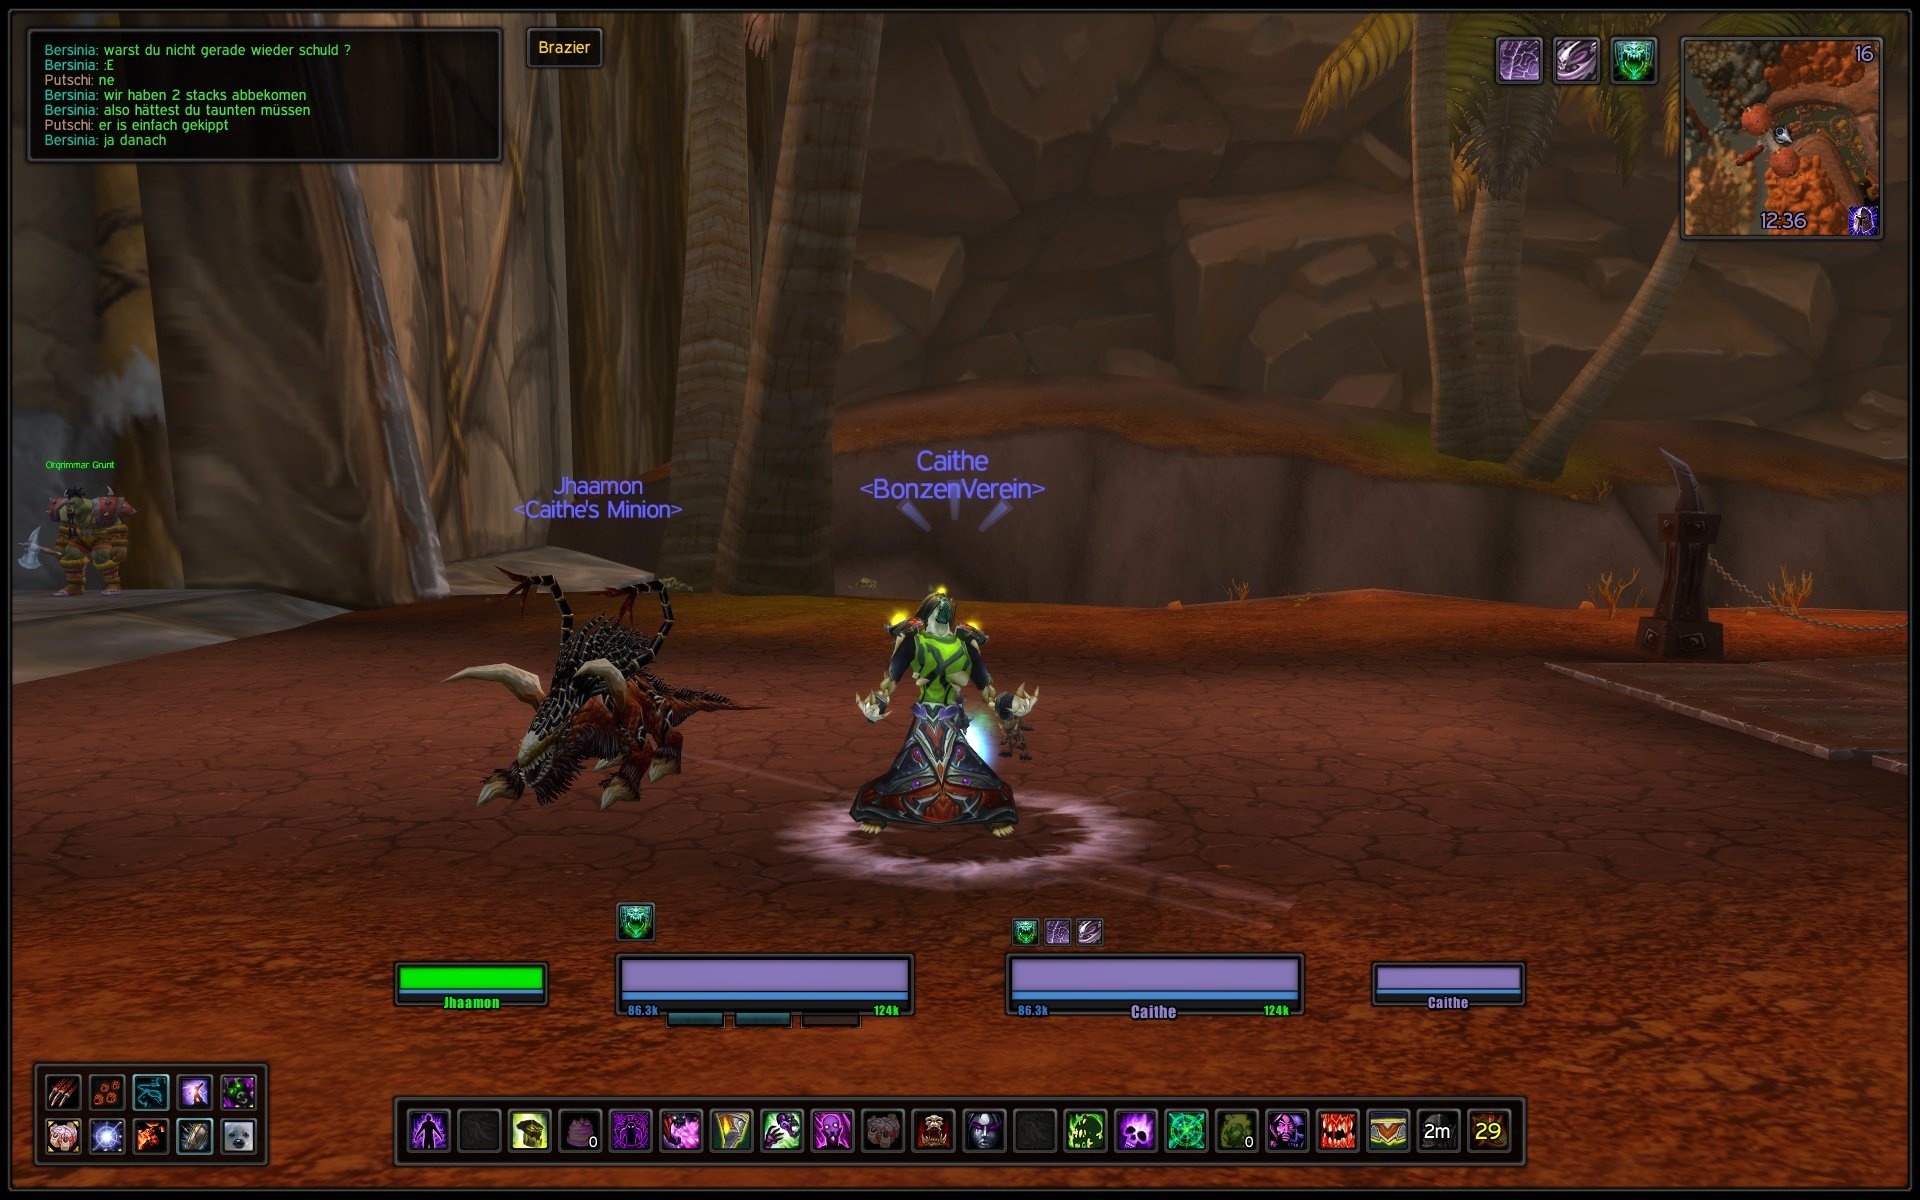 Bersinia: warst du nicht gerade wieder schuld ?
Bersinia: :E
Putschi: ne
Bersinia: wir haben 2 stacks abbekomen
Bersinia: also hättest du taunten müssen
Putschi: er is einfach gekippt
Bersinia: ja danach
Brazier
16
12:36
Orgrimmar Grunt
Jhaamon
<Caithe's Minion>
Caithe
<BonzenVerein>
Jhaamon
86.3k 124k
86.3k Caithe 124k
Caithe
0 0 2m 29